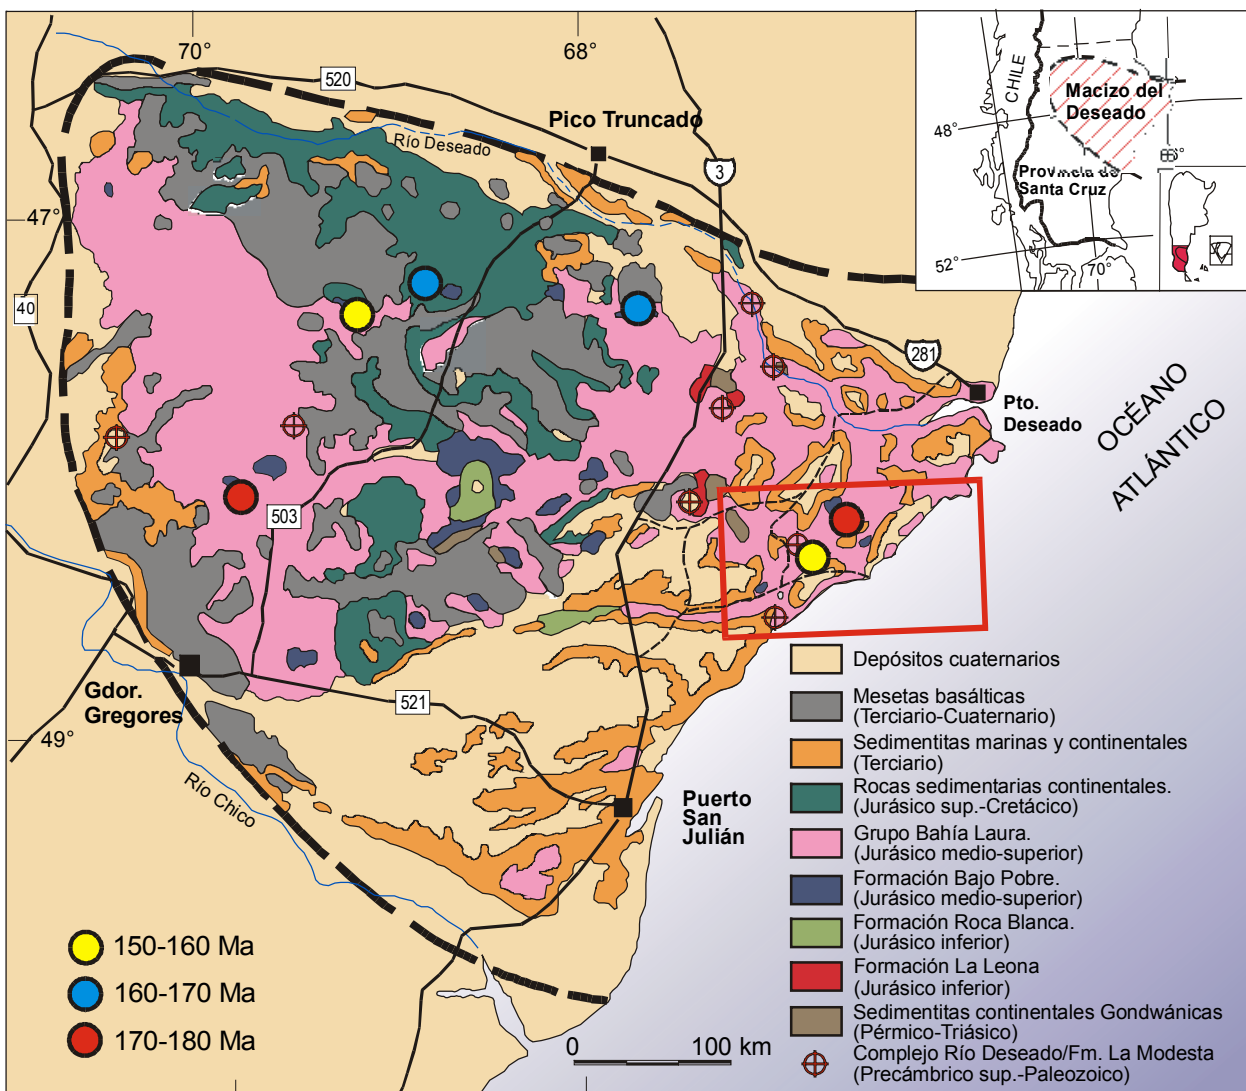 70°
68°
520
Pico Truncado
Río Deseado
3
47°
40
281
Pto.
Deseado
OCÉANO
ATLÁNTICO
503
Gdor.
Gregores
521
49°
Río Chico
Puerto
San
Julián
CHILE
Macizo del
Deseado
48°
Santa Cruz
52°
70°
Depósitos cuaternarios
Mesetas basálticas
(Terciario-Cuaternario)
Sedimentitas marinas y continentales
(Terciario)
Rocas sedimentarias continentales.
(Jurásico sup.-Cretácico)
Grupo Bahía Laura.
(Jurásico medio-superior)
Formación Bajo Pobre.
(Jurásico medio-superior)
Formación Roca Blanca.
(Jurásico inferior)
Formación La Leona
(Jurásico inferior)
Sedimentitas continentales Gondwánicas
(Pérmico-Triásico)
Complejo Río Deseado/Fm. La Modesta
(Precámbrico sup.-Paleozoico)
150-160 Ma
160-170 Ma
170-180 Ma
0 100 km